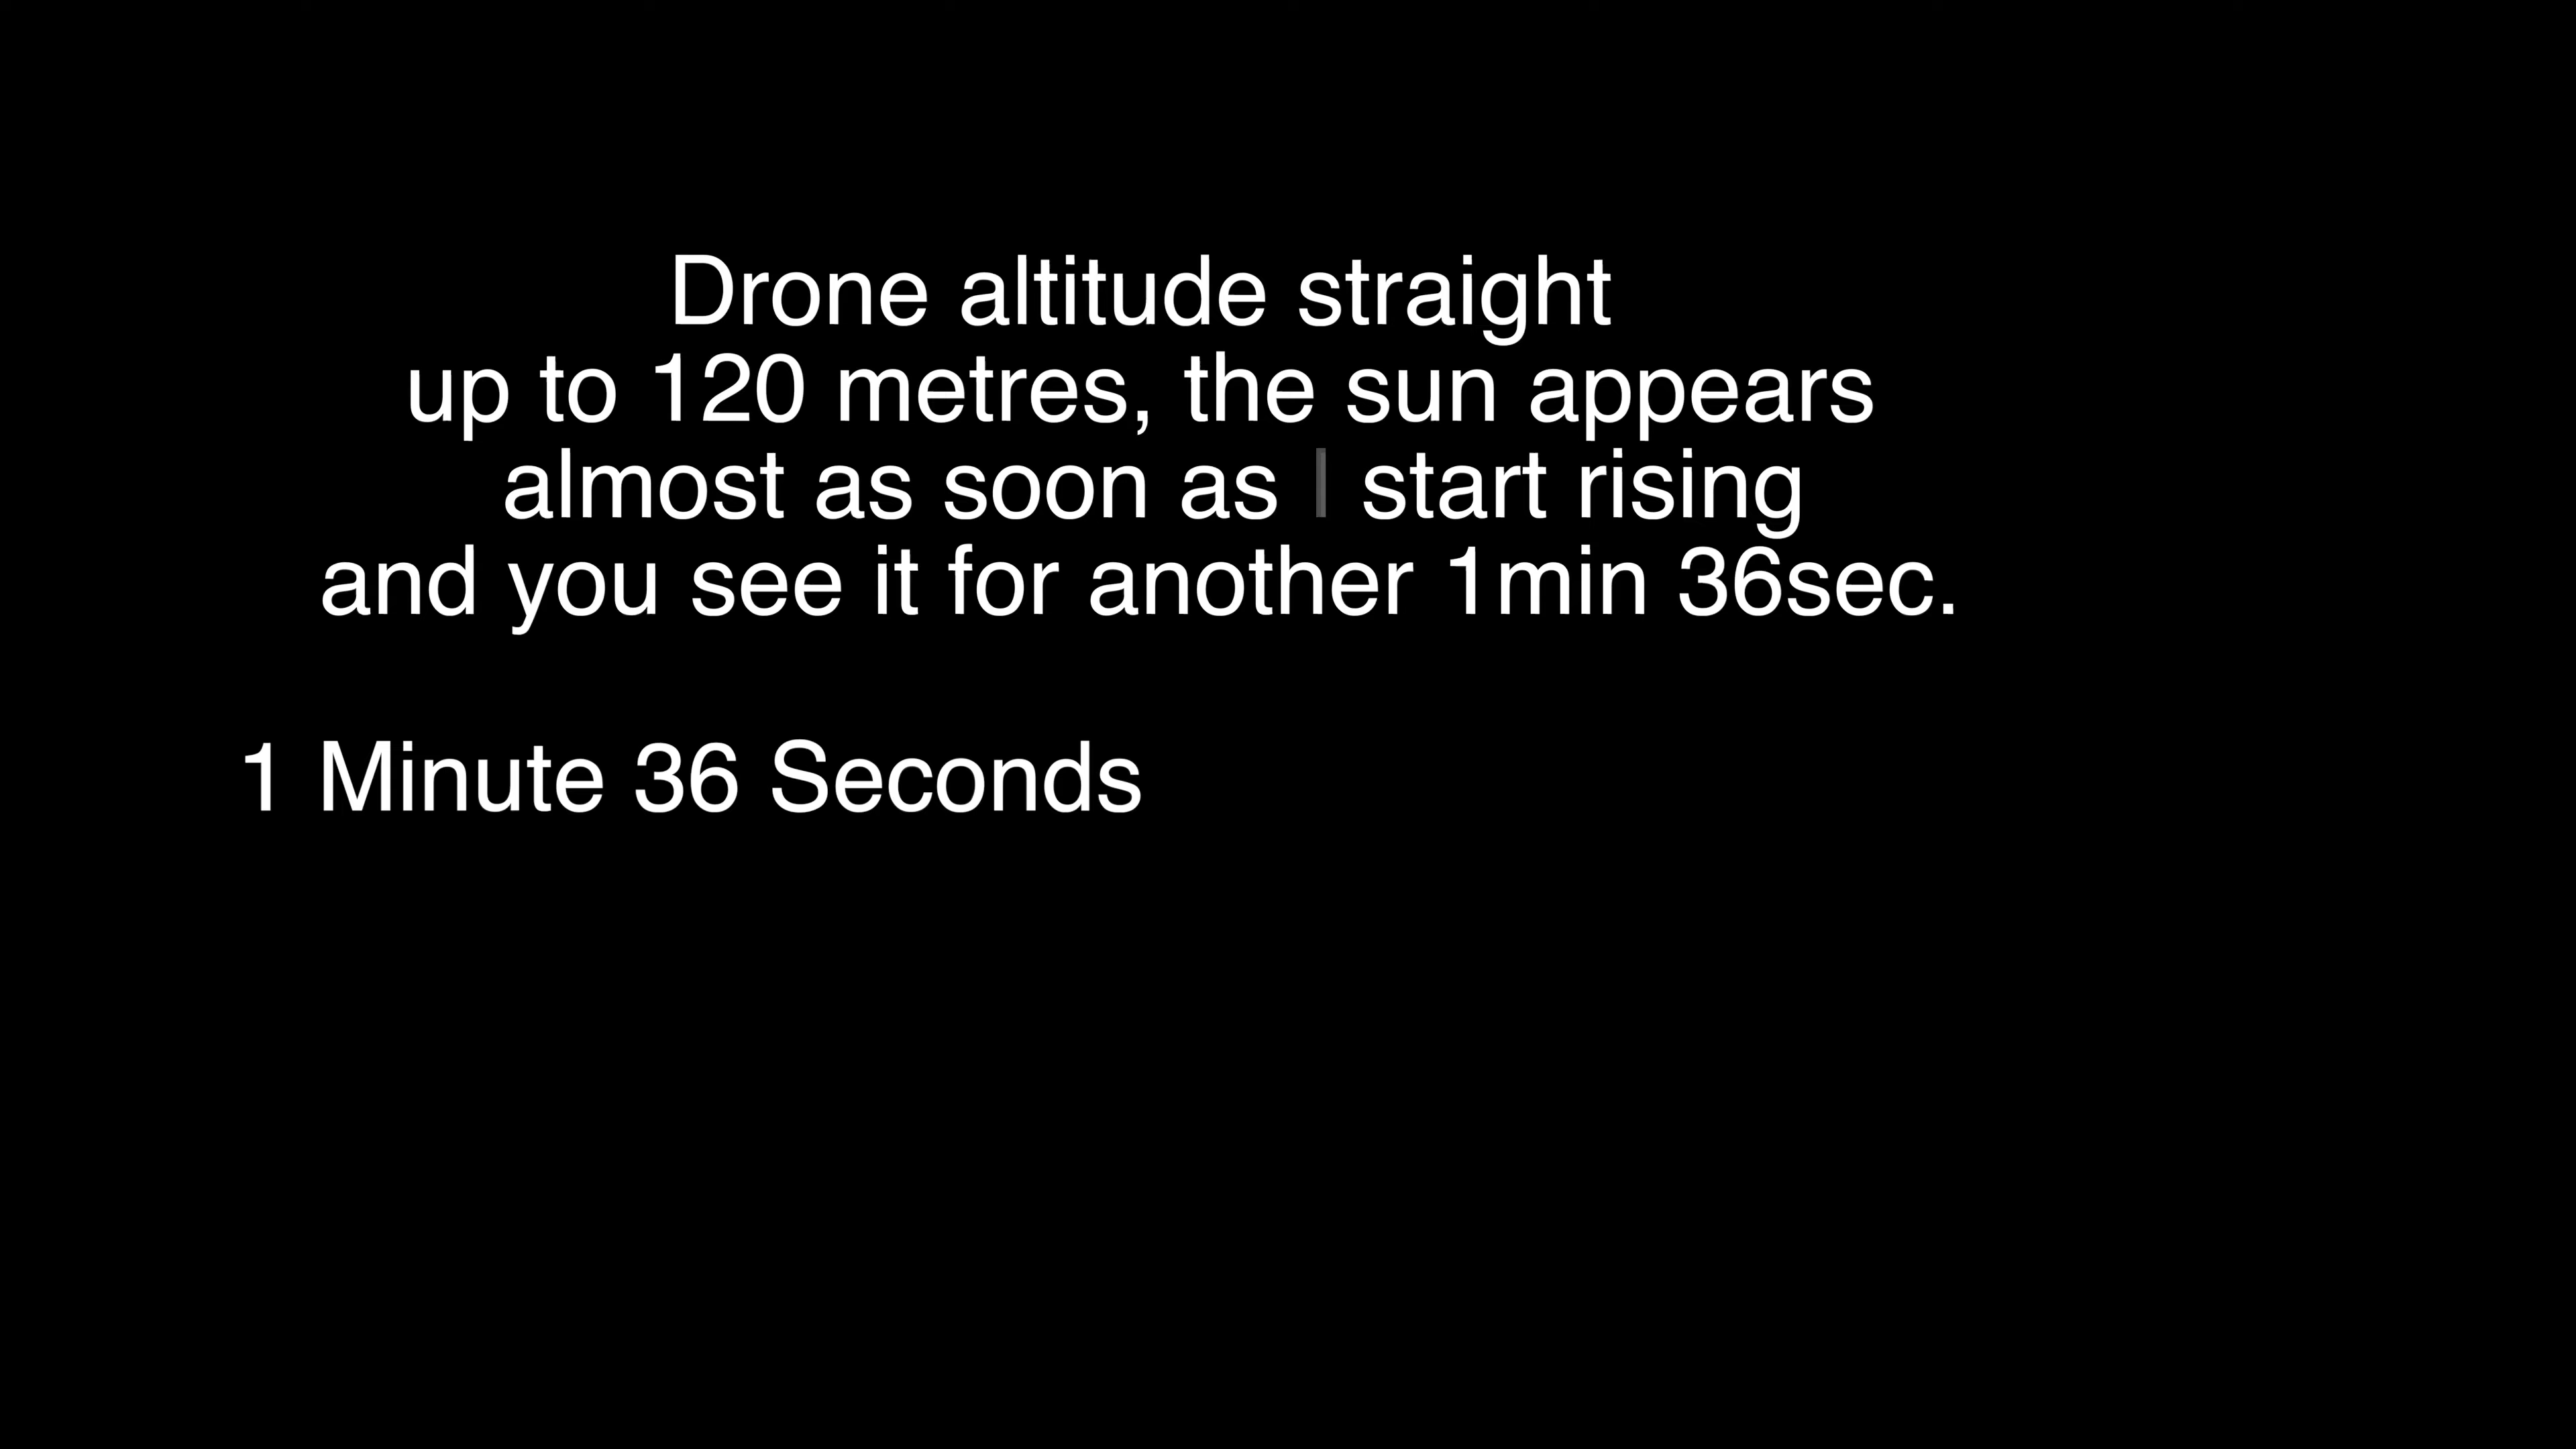 Drone altitude straight
up to 120 metres, the sun appears
almost as soon as I start rising
and you see it for another 1min 36sec.
1 Minute 36 Seconds